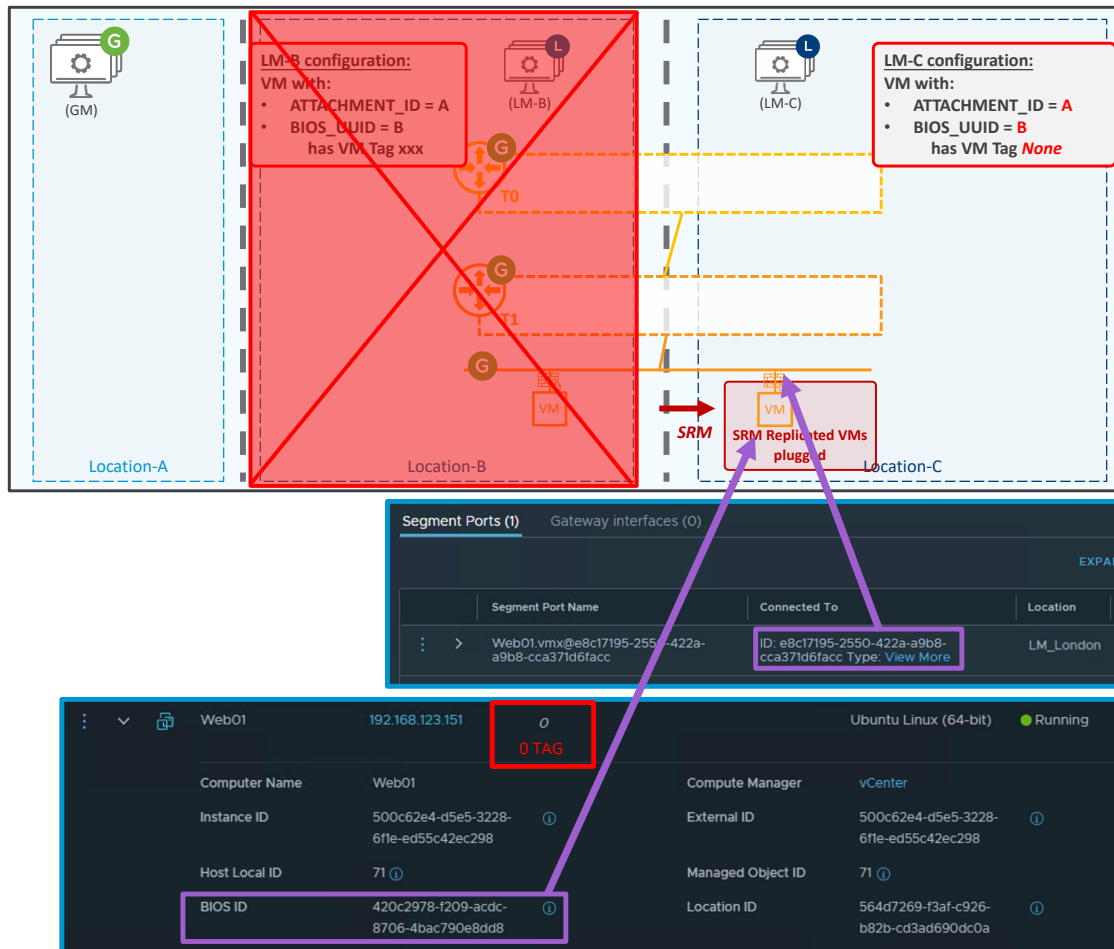 G
(GM)
Location-A
LM-B configuration:
VM with:
• ATTACHMENT_ID = A
• BIOS_UUID = B
has VM Tag xxx
L
(LM-B)
G
T0
G
T1
G
VM
Location-B
SRM
L
(LM-C)
LM-C configuration:
VM with:
• ATTACHMENT_ID = A
• BIOS_UUID = B
has VM Tag None
VM
SRM Replicated VMs
plugged
Location-C
Segment Ports (1) Gateway interfaces (0)
EXPA
Segment Port Name Connected To Location
Web01.vmx@e8c17195-2550-422a-
a9b8-cca371d6facc
ID: e8c17195-2550-422a-a9b8-
cca371d6facc Type: View More
LM_London
Web01 192.168.123.151 0 Ubuntu Linux (64-bit) Running
0 TAG
Computer Name Web01 Compute Manager vCenter
Instance ID 500c62e4-d5e5-3228-
6f1e-ed55c42ec298
External ID 500c62e4-d5e5-3228-
6f1e-ed55c42ec298
Host Local ID 71 Managed Object ID 71
BIOS ID 420c2978-f209-acdc-
8706-4bac790e8dd8
Location ID 564d7269-f3af-c926-
b82b-cd3ad690dc0a